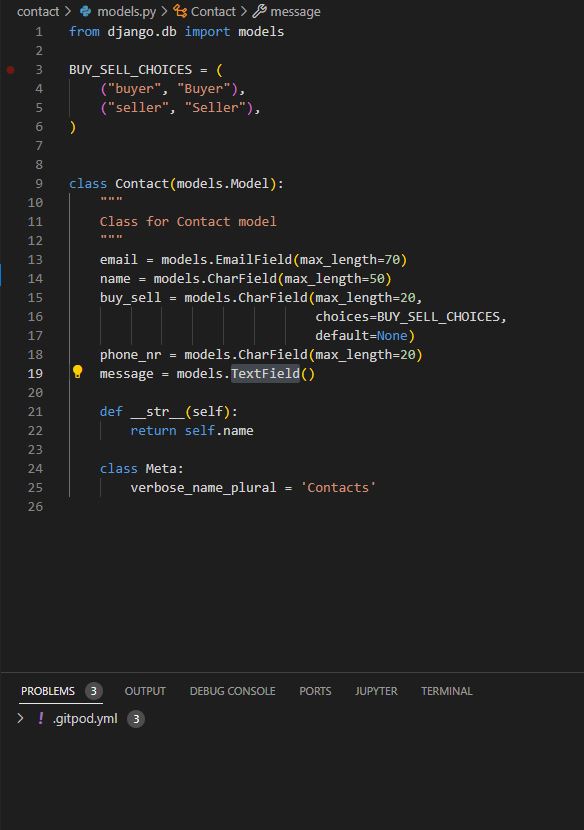 contact > models.py > Contact > message
1 from django.db import models
2
3 BUY_SELL_CHOICES = (
4     ("buyer", "Buyer"),
5     ("seller", "Seller"),
6 )
7
8
9 class Contact(models.Model):
10     """
11     Class for Contact model
12     """
13     email = models.EmailField(max_length=70)
14     name = models.CharField(max_length=50)
15     buy_sell = models.CharField(max_length=20,
16                                 choices=BUY_SELL_CHOICES,
17                                 default=None)
18     phone_nr = models.CharField(max_length=20)
19     message = models.TextField()
20
21     def __str__(self):
22         return self.name
23
24     class Meta:
25         verbose_name_plural = 'Contacts'
26
PROBLEMS 3 OUTPUT DEBUG CONSOLE PORTS JUPYTER TERMINAL
> ! .gitpod.yml 3